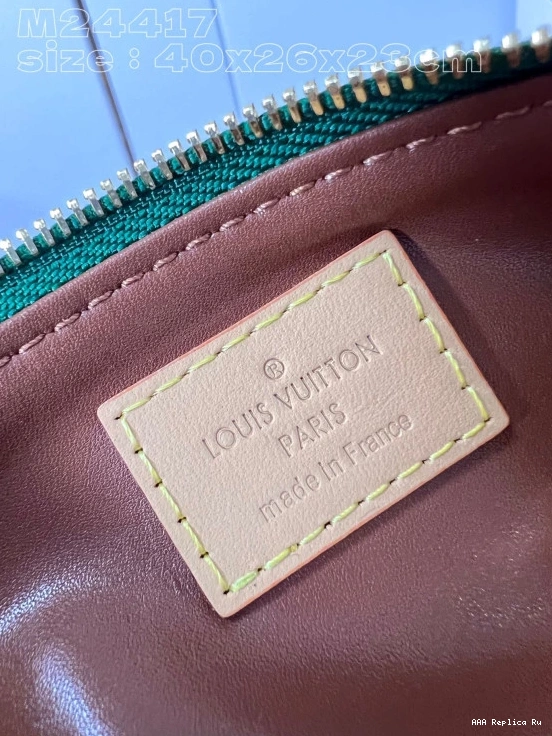 M24417
size : 40x26x23cm
®
LOUIS VUITTON
PARIS
made in France
AAA Replica Ru